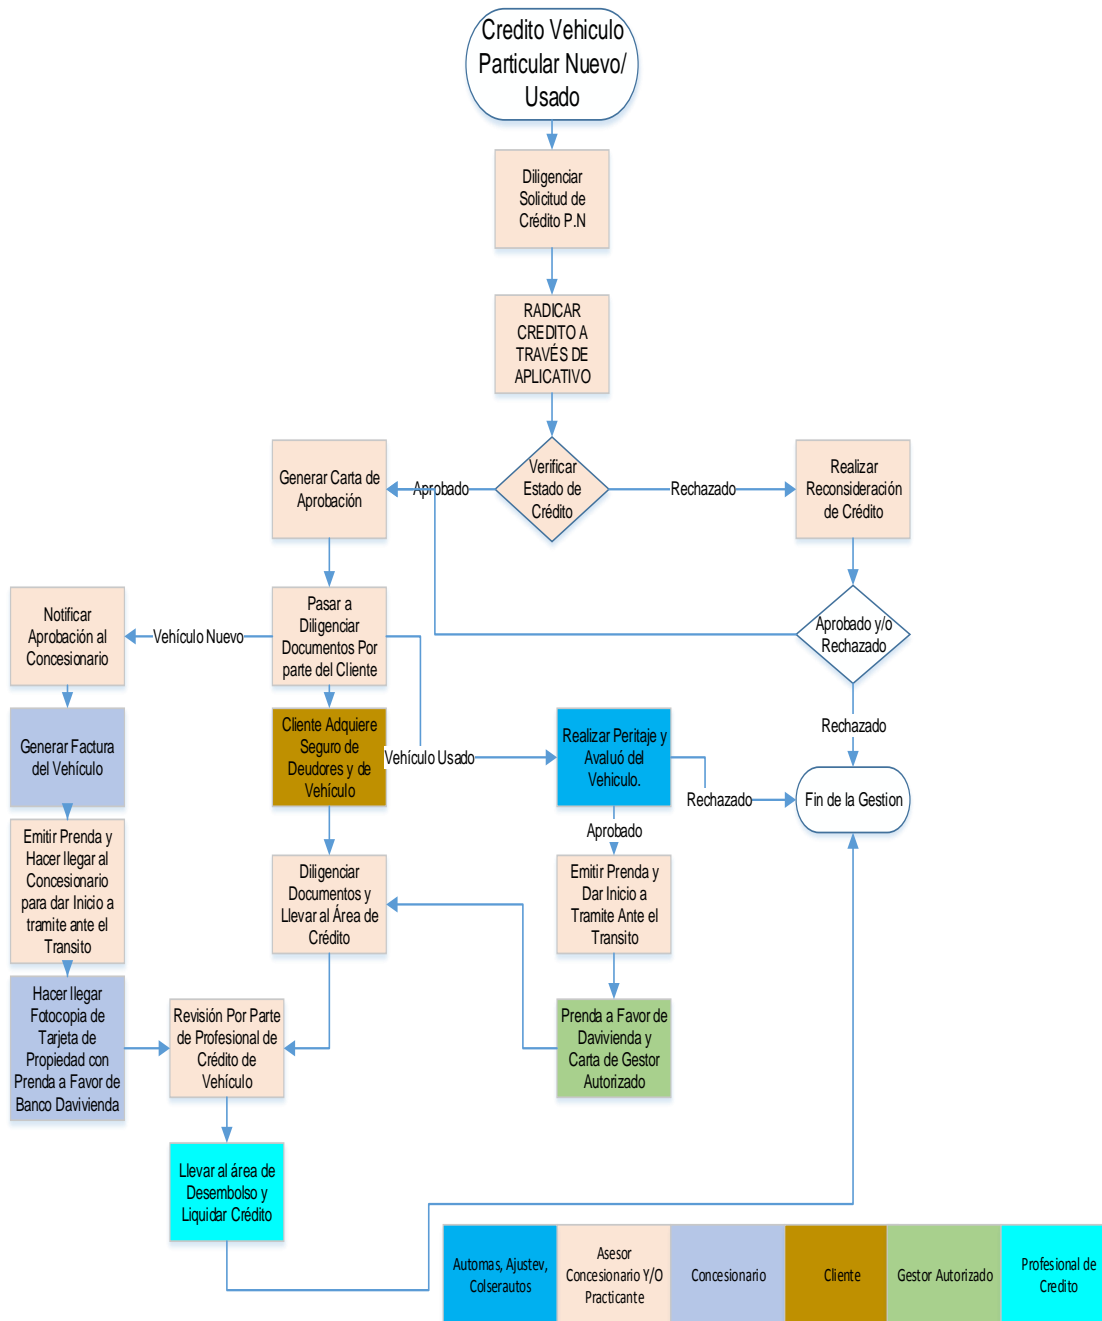 Credito Vehiculo
Particular Nuevo/
Usado
Diligenciar
Solicitud de
Crédito P.N
RADICAR
CREDITO A
TRAVÉS DE
APLICATIVO
Verificar
Estado de
Crédito
Aprobado
Rechazado
Generar Carta de
Aprobación
Realizar
Reconsideración
de Crédito
Notificar
Aprobación al
Concesionario
Vehículo Nuevo
Pasar a
Diligenciar
Documentos Por
parte del Cliente
Aprobado y/o
Rechazado
Rechazado
Generar Factura
del Vehículo
Cliente Adquiere
Seguro de
Deudores y de
Vehículo
Vehículo Usado
Realizar Peritaje y
Avaluó del
Vehiculo.
Rechazado
Fin de la Gestion
Aprobado
Emitir Prenda y
Hacer llegar al
Concesionario
para dar Inicio a
tramite ante el
Transito
Diligenciar
Documentos y
Llevar al Área de
Crédito
Emitir Prenda y
Dar Inicio a
Tramite Ante el
Transito
Hacer llegar
Fotocopia de
Tarjeta de
Propiedad con
Prenda a Favor de
Banco Davivienda
Revisión Por Parte
de Profesional de
Crédito de
Vehículo
Prenda a Favor de
Davivienda y
Carta de Gestor
Autorizado
Llevar al área de
Desembolso y
Liquidar Crédito
Automas, Ajustev,
Colserautos
Asesor
Concesionario Y/O
Practicante
Concesionario
Cliente
Gestor Autorizado
Profesional de
Credito